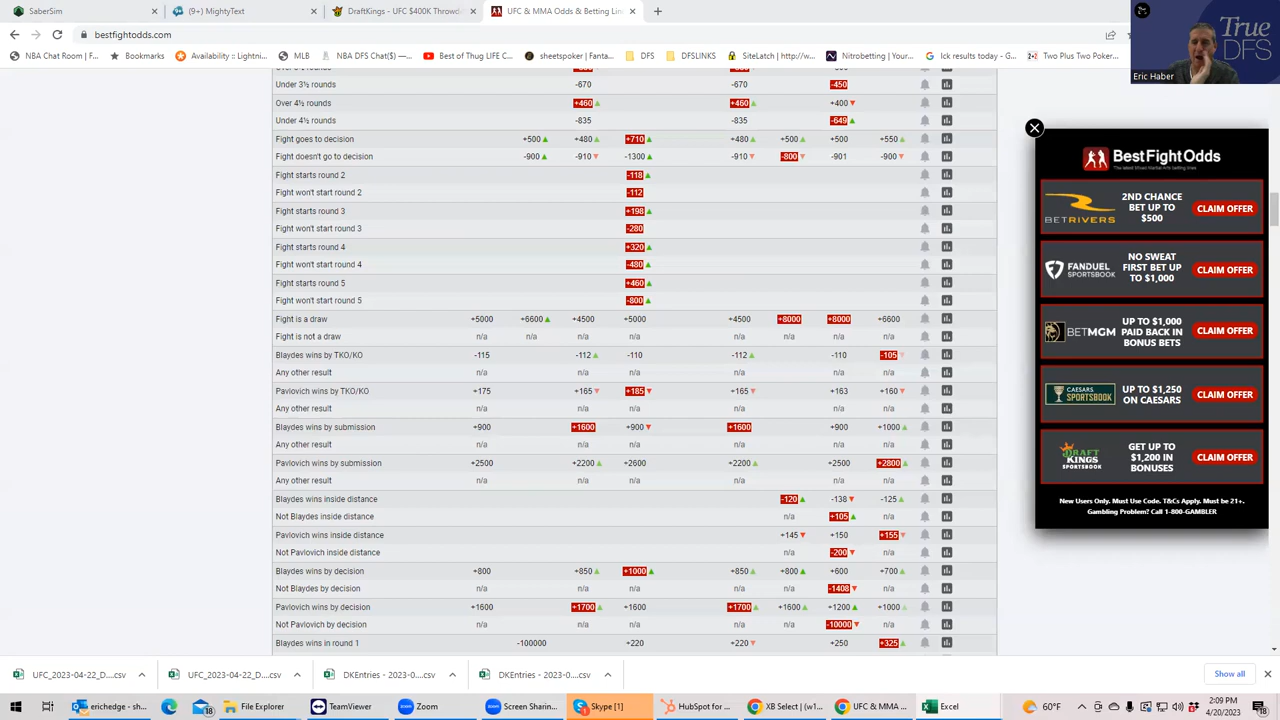 SaberSim
(9+) MightyText
DraftKings - UFC $400K Throwd
UFC & MMA Odds & Betting Lin
bestfightodds.com
NBA Chat Room | F...
Bookmarks
Availability :: Lightni...
MLB
NBA DFS Chat($)—...
Best of Thug LIFE C...
sheetspoker | Fanta...
DFS
DFSLINKS
SiteLatch | http://w...
Nitrobetting | Your...
Ick results today - G...
Two Plus Two Poker...
True
DFS
Eric Haber
Under 3½ rounds -670 -670 -450
Over 4½ rounds +460 +460 +400
Under 4½ rounds -835 -835 -649
Fight goes to decision +500 +480 +710 +480 +500 +500 +550
Fight doesn't go to decision -900 -910 -1300 -910 -800 -901 -900
Fight starts round 2 -118
Fight won't start round 2 -112
Fight starts round 3 +198
Fight won't start round 3 -280
Fight starts round 4 +320
Fight won't start round 4 -480
Fight starts round 5 +460
Fight won't start round 5 -800
Fight is a draw +5000 +6600 +4500 +5000 +4500 +8000 +8000 +6600
Fight is not a draw n/a n/a n/a n/a n/a n/a n/a n/a
Blaydes wins by TKO/KO -115 -112 -110 -112 -110 -105
Any other result n/a n/a n/a n/a n/a n/a
Pavlovich wins by TKO/KO +175 +165 +185 +165 +163 +160
Any other result n/a n/a n/a n/a n/a n/a
Blaydes wins by submission +900 +1600 +900 +1600 +900 +1000
Any other result n/a n/a n/a n/a n/a n/a
Pavlovich wins by submission +2500 +2200 +2600 +2200 +2500 +2800
Any other result n/a n/a n/a n/a n/a n/a
Blaydes wins inside distance -120 -138 -125
Not Blaydes inside distance n/a +105 n/a
Pavlovich wins inside distance +145 +150 +155
Not Pavlovich inside distance n/a -200 n/a
Blaydes wins by decision +800 +850 +1000 +850 +800 +600 +700
Not Blaydes by decision n/a n/a n/a n/a n/a -1408 n/a
Pavlovich wins by decision +1600 +1700 +1600 +1700 +1600 +1200 +1000
Not Pavlovich by decision n/a n/a n/a n/a n/a -10000 n/a
Blaydes wins in round 1 -100000 +220 +220 +250 +325
BestFightOdds
The latest Mixed Martial Arts betting lines
BETRIVERS
2ND CHANCE
BET UP TO
$500
CLAIM OFFER
FANDUEL
SPORTSBOOK
NO SWEAT
FIRST BET UP
TO $1,000
CLAIM OFFER
BETMGM
UP TO $1,000
PAID BACK IN
BONUS BETS
CLAIM OFFER
CAESARS
SPORTSBOOK
UP TO $1,250
ON CAESARS
CLAIM OFFER
DRAFT
KINGS
SPORTSBOOK
GET UP TO
$1,200 IN
BONUSES
CLAIM OFFER
New Users Only. Must Use Code. T&Cs Apply. Must be 21+.
Gambling Problem? Call 1-800-GAMBLER
UFC_2023-04-22_D....csv
UFC_2023-04-22_D....csv
DKEntries - 2023-0....csv
DKEntries - 2023-0....csv
Show all
erichedge - sh...
18
File Explorer
TeamViewer
Zoom
Screen Sharing...
Skype [1]
HubSpot for ...
XB Select | (w1...
UFC & MMA ...
Excel
60°F
2:09 PM
4/20/2023
18